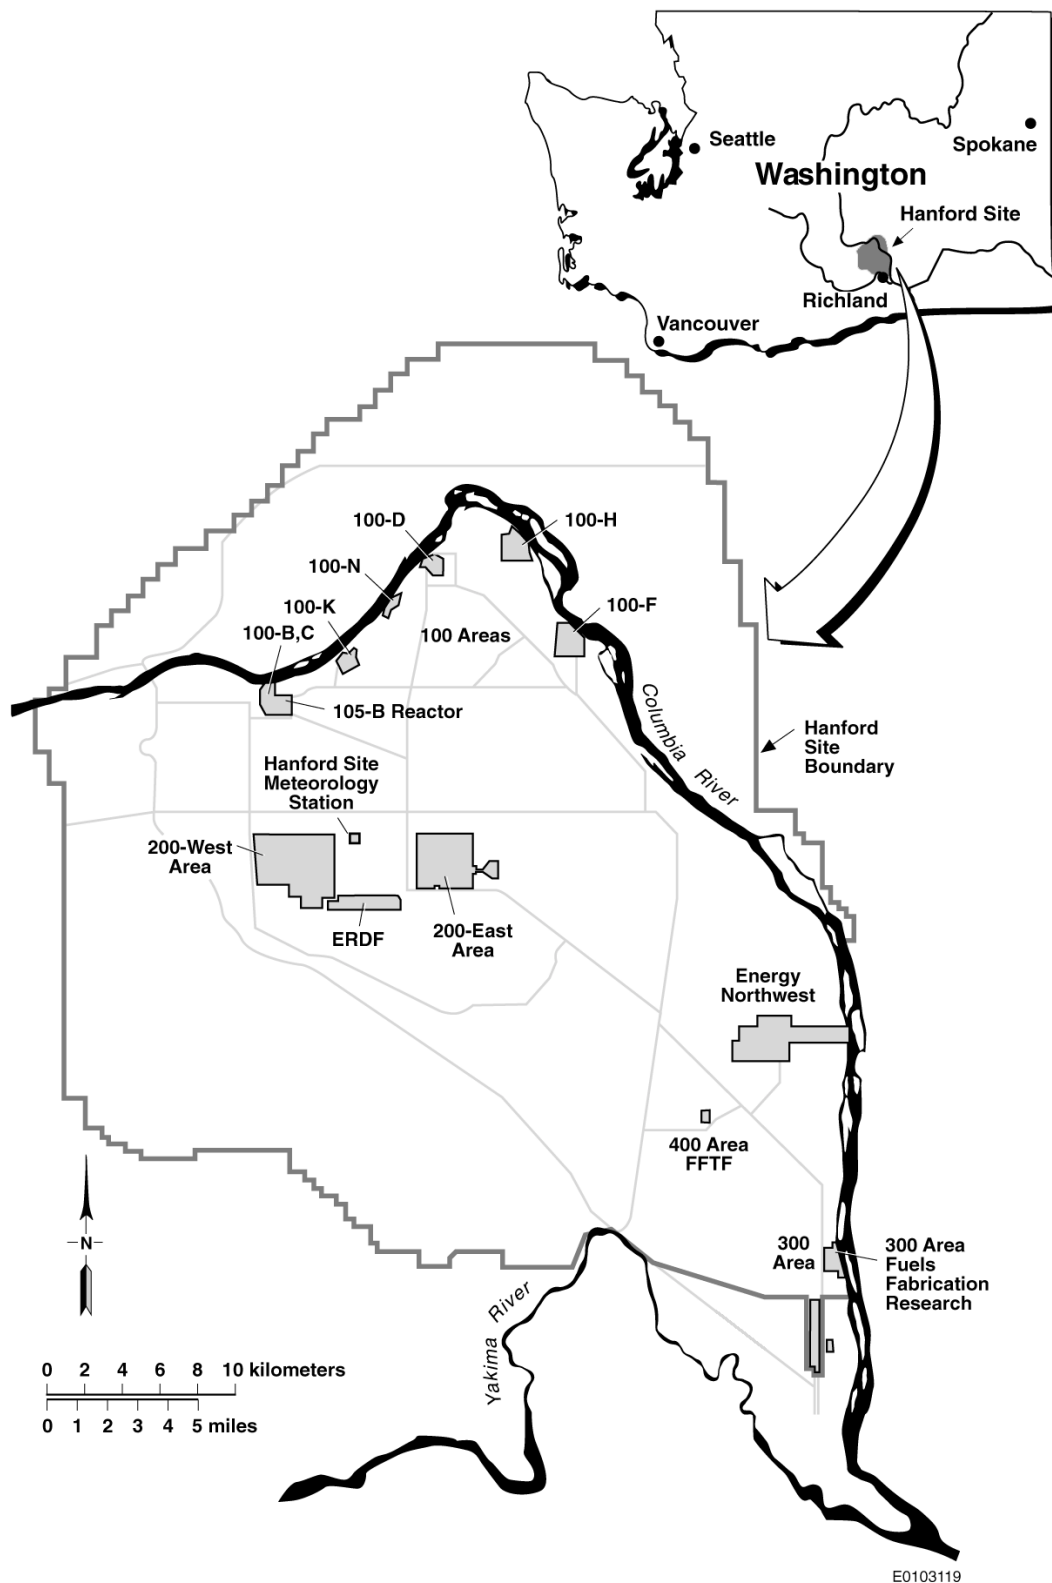 Seattle
Spokane
Washington
Hanford Site
Richland
Vancouver
100-D
100-H
100-N
100-K
100-F
100-B,C
100 Areas
105-B Reactor
Columbia River
Hanford
Site
Boundary
Hanford Site
Meteorology
Station
200-West
Area
ERDF
200-East
Area
Energy
Northwest
400 Area
FFTF
N
300
Area
300 Area
Fuels
Fabrication
Research
Yakima River
0 2 4 6 8 10 kilometers
0 1 2 3 4 5 miles
E0103119